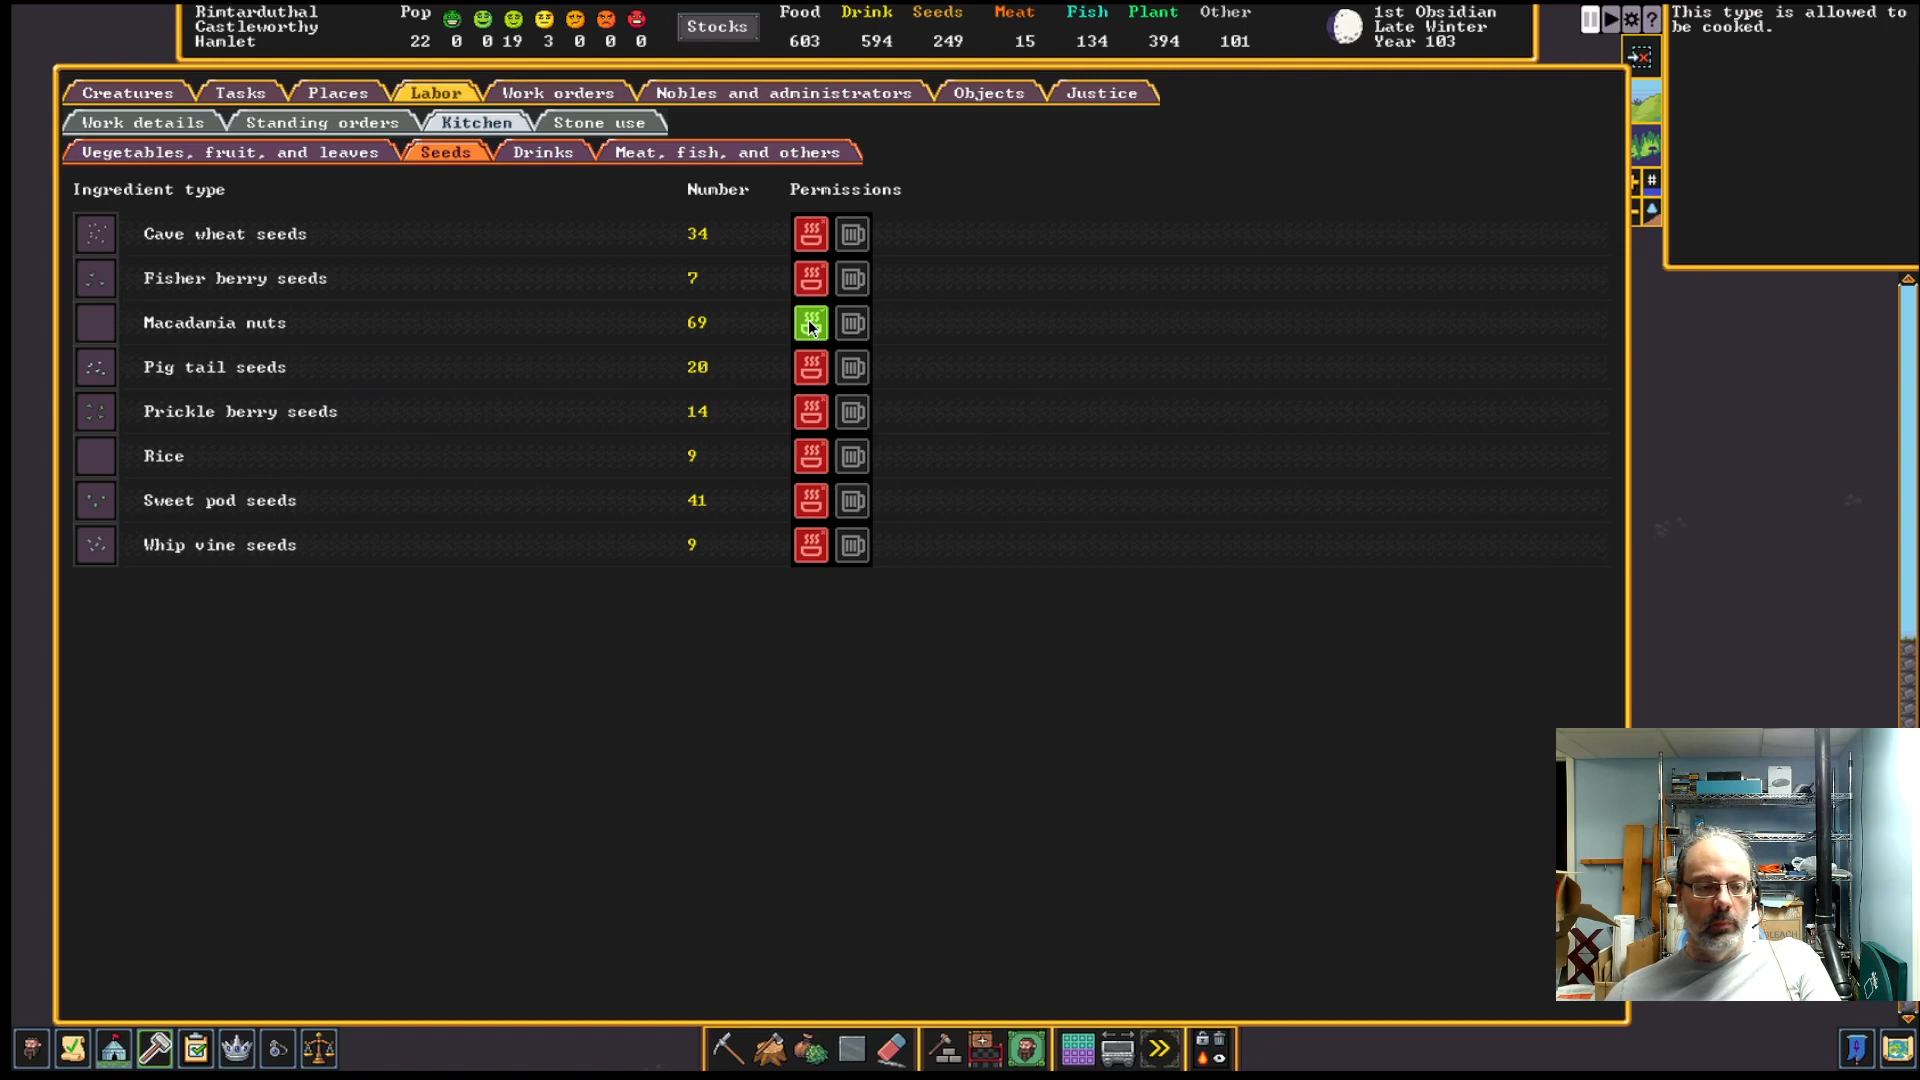 Rimtarduthal
Castleworthy
Hamlet
Pop
22 0 0 19 3 0 0 0
Stocks
Food Drink Seeds Meat Fish Plant Other
603 594 249 15 134 394 101
1st Obsidian
Late Winter
Year 103
This type is allowed to
be cooked.
Creatures Tasks Places Labor Work orders Nobles and administrators Objects Justice
Work details Standing orders Kitchen Stone use
Vegetables, fruit, and leaves Seeds Drinks Meat, fish, and others
Ingredient type Number Permissions
Cave wheat seeds 34
Fisher berry seeds 7
Macadamia nuts 69
Pig tail seeds 20
Prickle berry seeds 14
Rice 9
Sweet pod seeds 41
Whip vine seeds 9
BLEACH